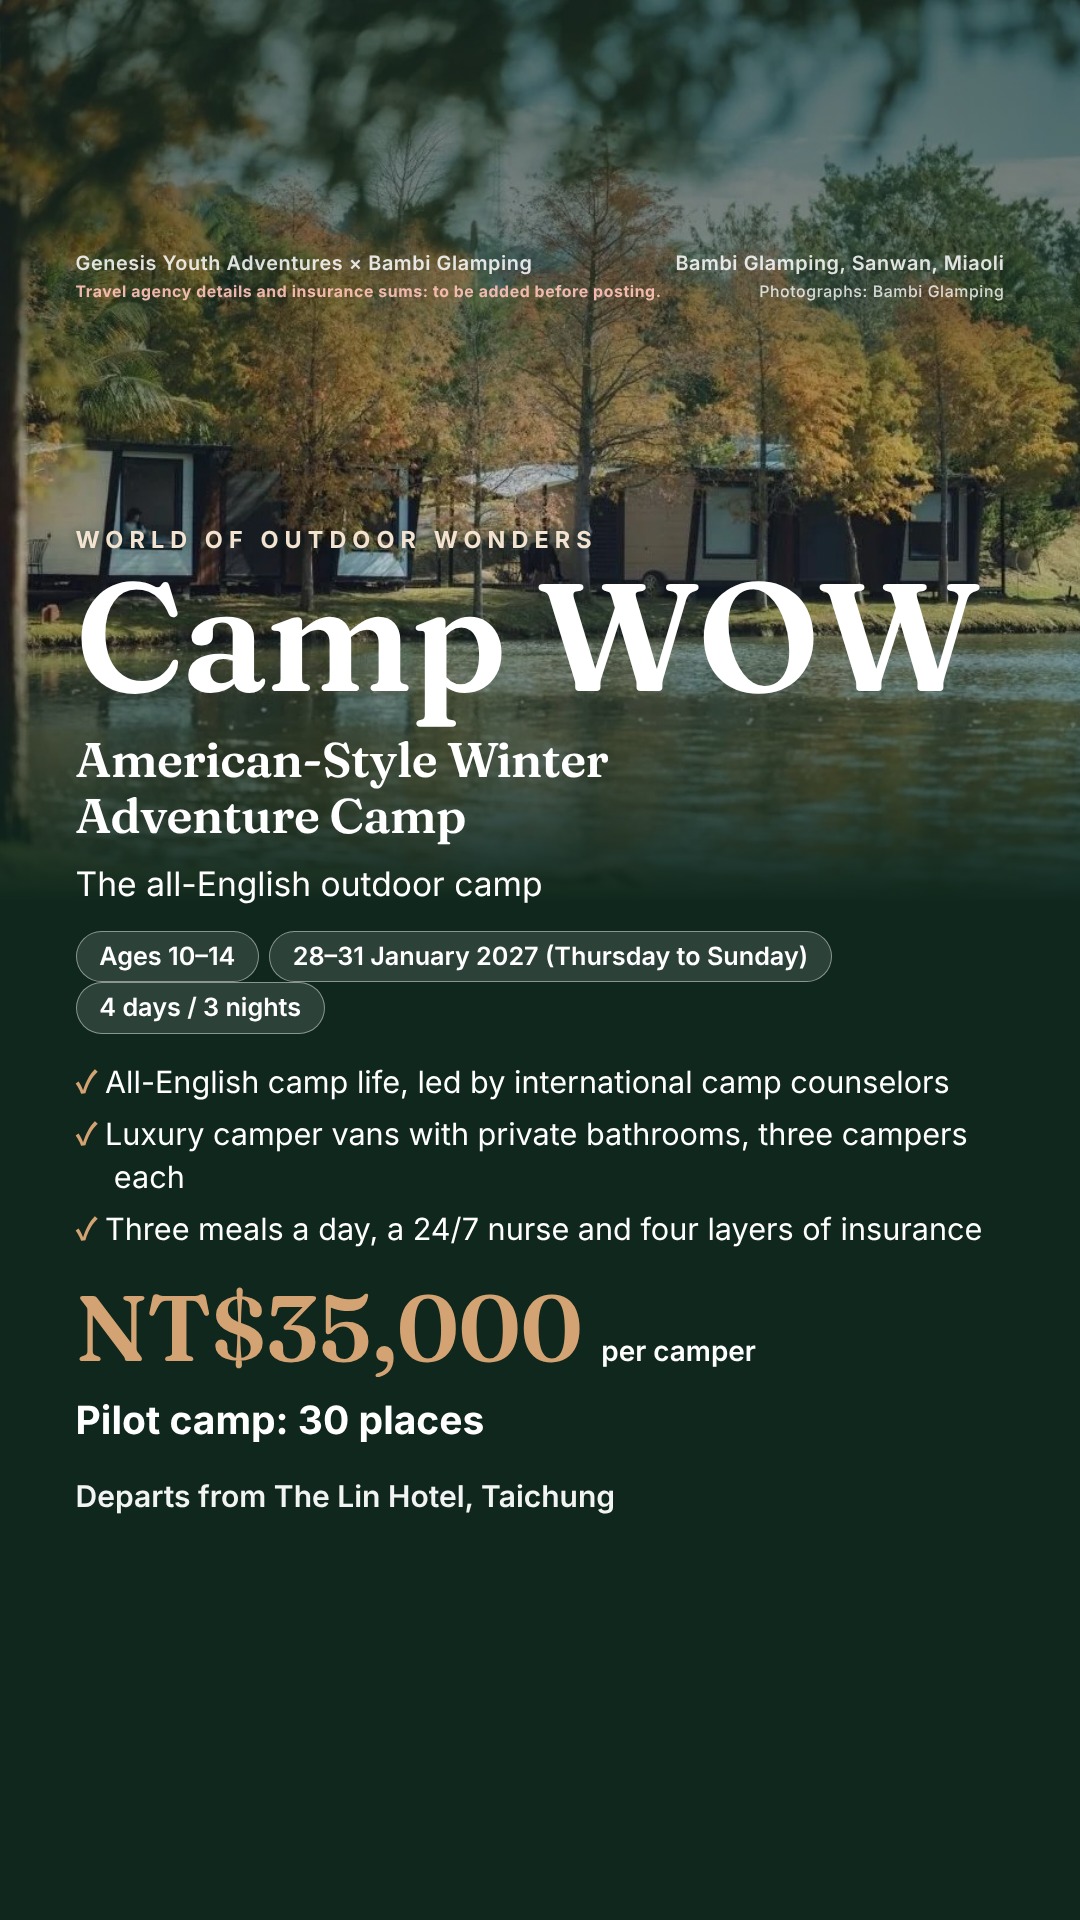 Genesis Youth Adventures × Bambi Glamping
Travel agency details and insurance sums: to be added before posting.
Bambi Glamping, Sanwan, Miaoli
Photographs: Bambi Glamping
WORLD OF OUTDOOR WONDERS
Camp WOW
American-Style Winter
Adventure Camp
The all-English outdoor camp
Ages 10–14
28–31 January 2027 (Thursday to Sunday)
4 days / 3 nights
✓ All-English camp life, led by international camp counselors
✓ Luxury camper vans with private bathrooms, three campers
each
✓ Three meals a day, a 24/7 nurse and four layers of insurance
NT$35,000 per camper
Pilot camp: 30 places
Departs from The Lin Hotel, Taichung